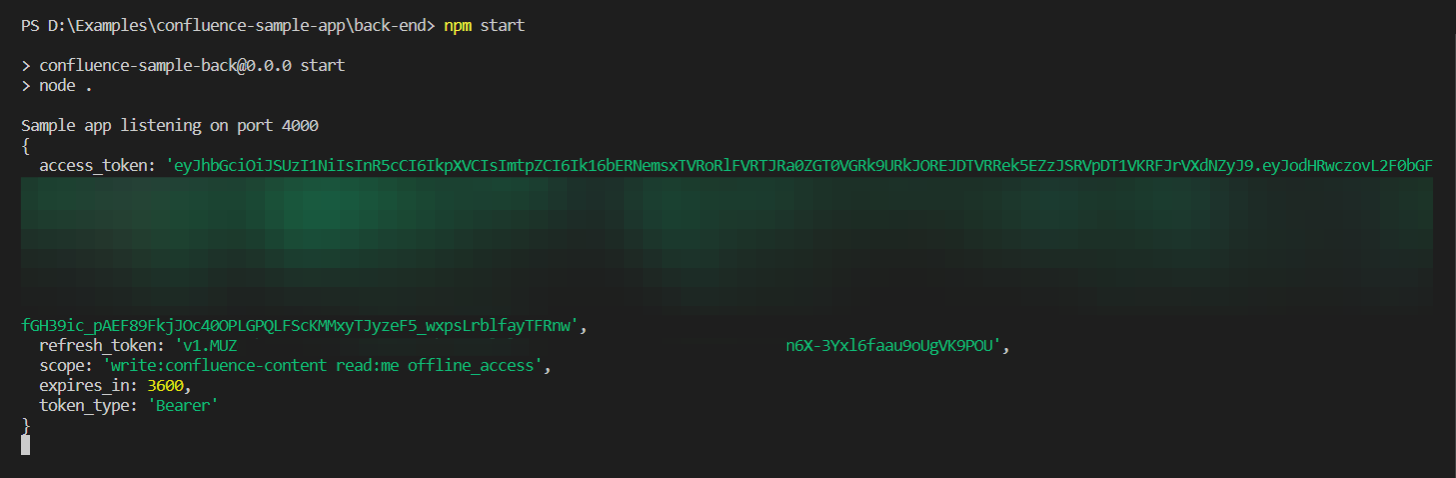 PS D:\Examples\confluence-sample-app\back-end> npm start
> confluence-sample-back@0.0.0 start
> node .
Sample app listening on port 4000
{
access_token: 'eyJhbGciOiJSUzI1NiIsInR5cCI6IkpXVCIsImtpZCI6Ik16bERNemsxTVRoRlFVRTJRa0ZGT0VGRk9URkJOREJDTVRRek5EZzJSRVpDT1VKRFJrVXdNZyJ9.eyJodHRwczovL2F0bGF
fGH39ic_pAEF89FkjJOc40OPLGPQLFScKMMxyTJyzeF5_wxpsLrblfayTFRnw',
refresh_token: 'v1.MUZ n6X-3Yxl6faau9oUgVK9POU',
scope: 'write:confluence-content read:me offline_access',
expires_in: 3600,
token_type: 'Bearer'
}